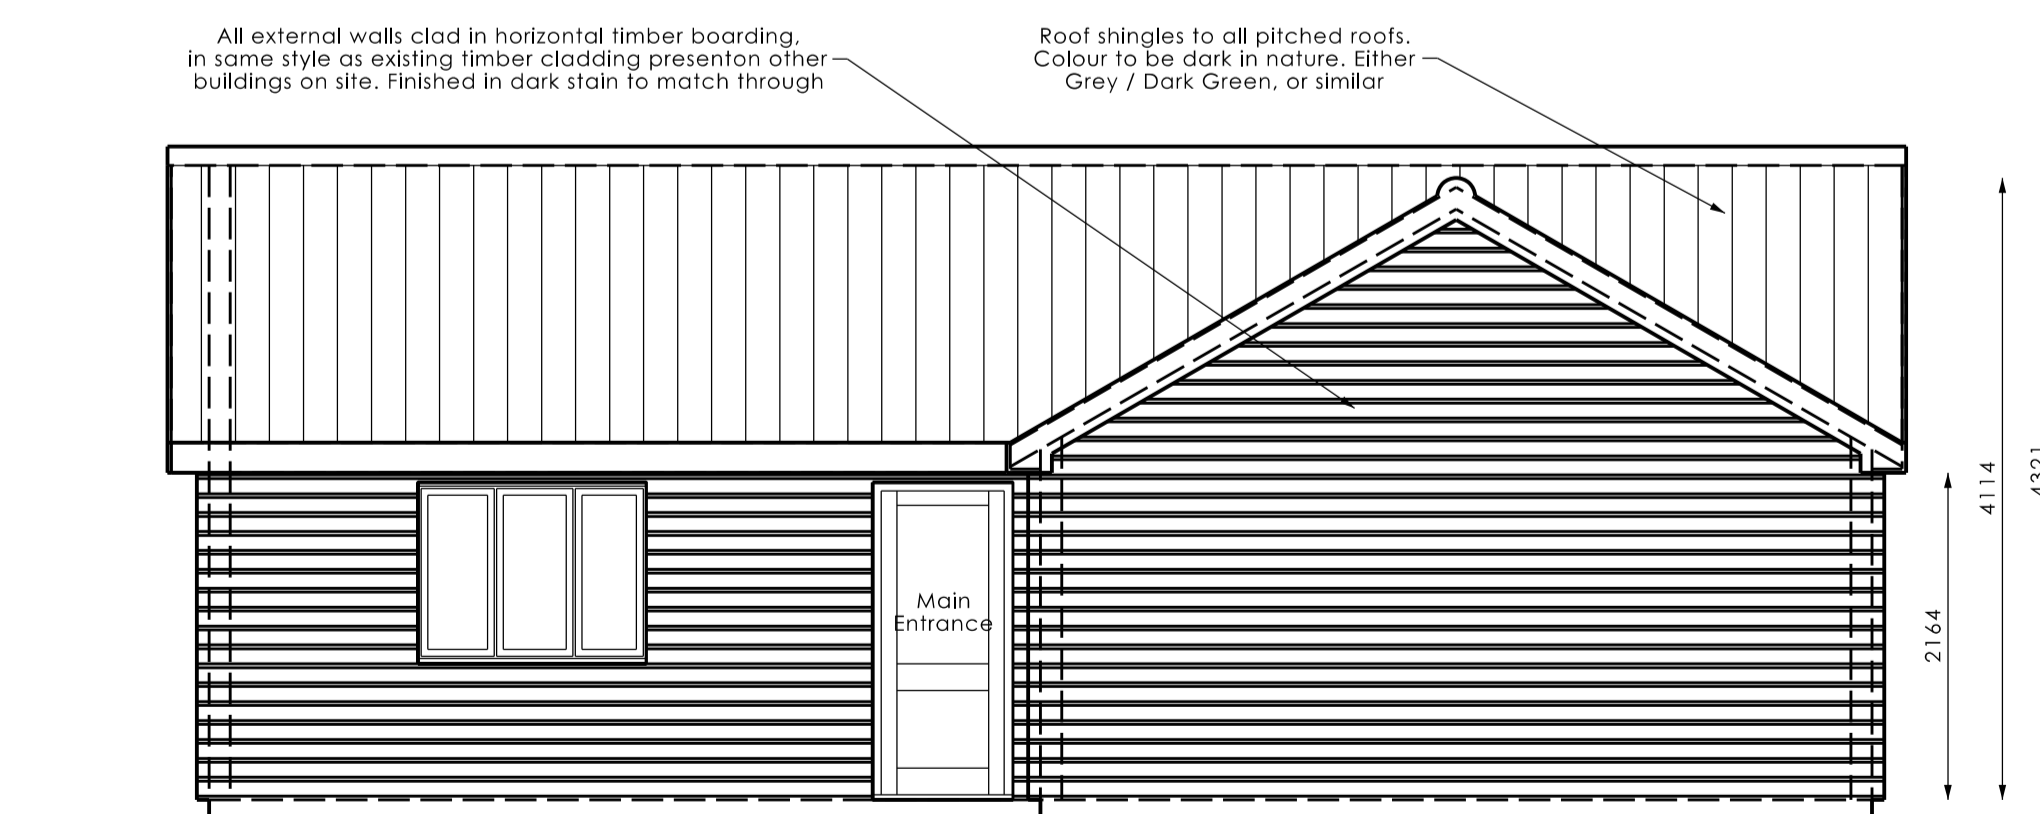 All external walls clad in horizontal timber boarding,
in same style as existing timber cladding presenton other
buildings on site. Finished in dark stain to match through
Roof shingles to all pitched roofs.
Colour to be dark in nature. Either
Grey / Dark Green, or similar
Main
Entrance
2164
4114
4321